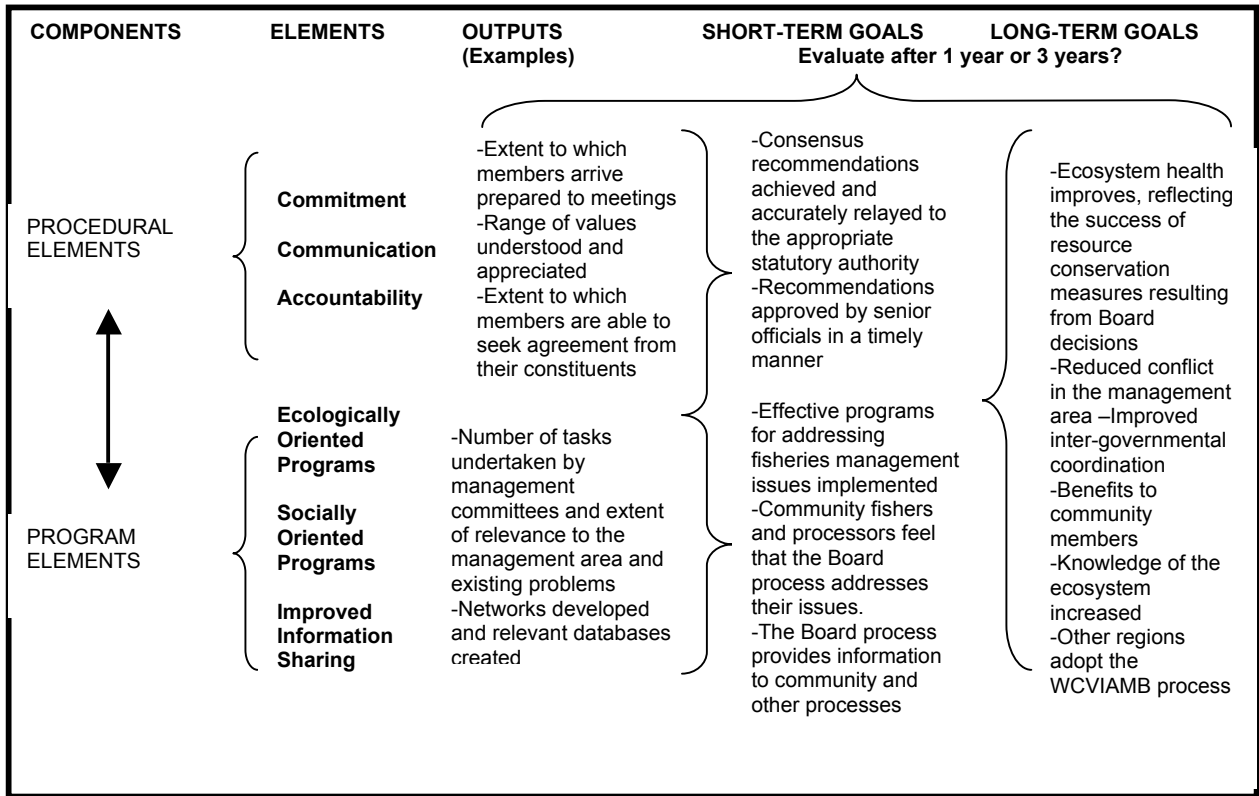 COMPONENTS
ELEMENTS
OUTPUTS
(Examples)
SHORT-TERM GOALS
LONG-TERM GOALS
Evaluate after 1 year or 3 years?
PROCEDURAL
ELEMENTS
Commitment
Communication
Accountability
-Extent to which
members arrive
prepared to meetings
-Range of values
understood and
appreciated
-Extent to which
members are able to
seek agreement from
their constituents
-Consensus
recommendations
achieved and
accurately relayed to
the appropriate
statutory authority
-Recommendations
approved by senior
officials in a timely
manner
PROGRAM
ELEMENTS
Ecologically
Oriented
Programs
Socially
Oriented
Programs
Improved
Information
Sharing
-Number of tasks
undertaken by
management
committees and extent
of relevance to the
management area and
existing problems
-Networks developed
and relevant databases
created
-Effective programs
for addressing
fisheries management
issues implemented
-Community fishers
and processors feel
that the Board
process addresses
their issues.
-The Board process
provides information
to community and
other processes
-Ecosystem health
improves, reflecting
the success of
resource
conservation
measures resulting
from Board
decisions
-Reduced conflict
in the management
area –Improved
inter-governmental
coordination
-Benefits to
community
members
-Knowledge of the
ecosystem
increased
-Other regions
adopt the
WCVIAMB process